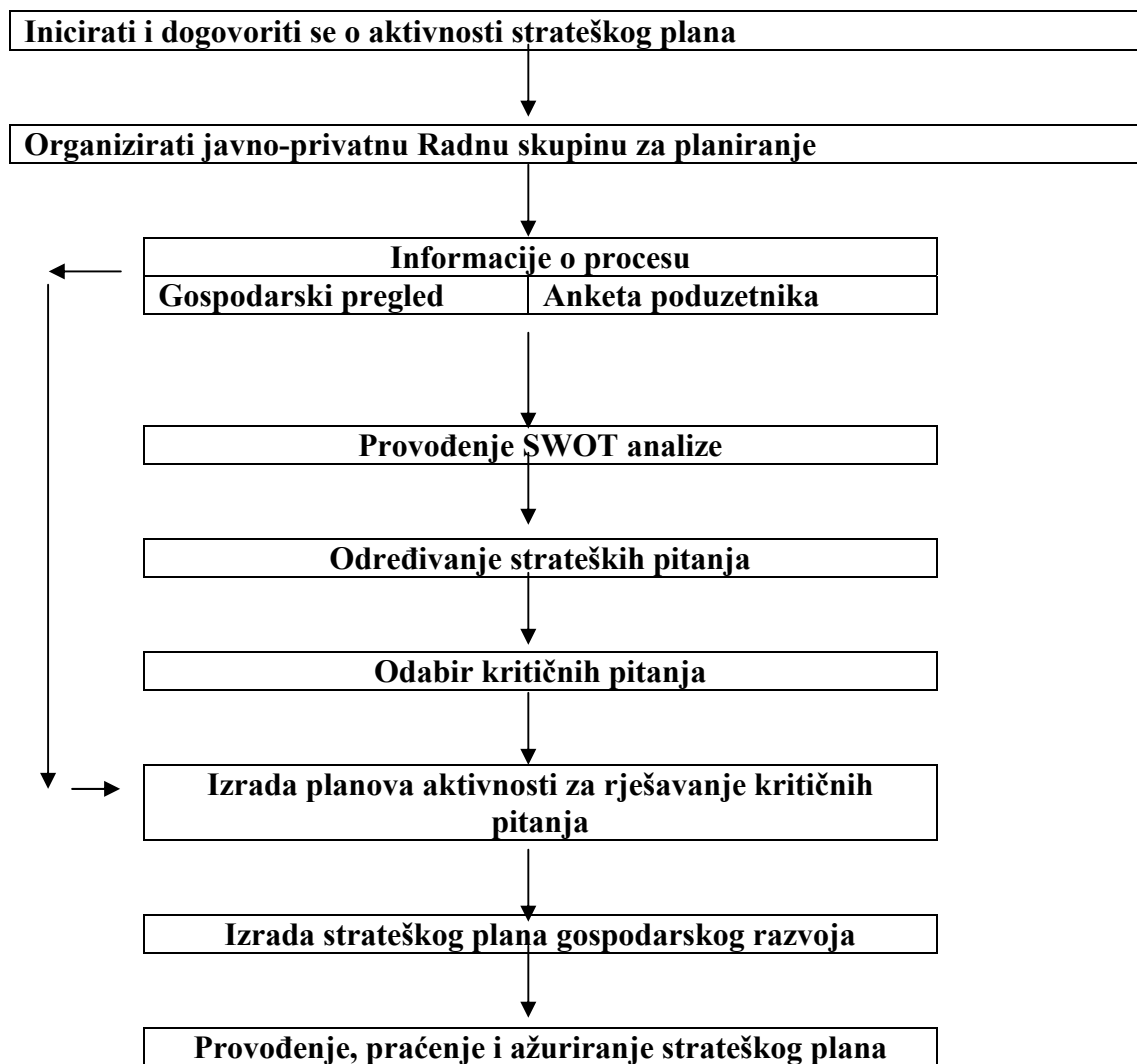 Inicirati i dogovoriti se o aktivnosti strateškog plana
Organizirati javno-privatnu Radnu skupinu za planiranje
Informacije o procesu
Gospodarski pregled
Anketa poduzetnika
Provođenje SWOT analize
Određivanje strateških pitanja
Odabir kritičnih pitanja
Izrada planova aktivnosti za rješavanje kritičnih
pitanja
Izrada strateškog plana gospodarskog razvoja
Provođenje, praćenje i ažuriranje strateškog plana